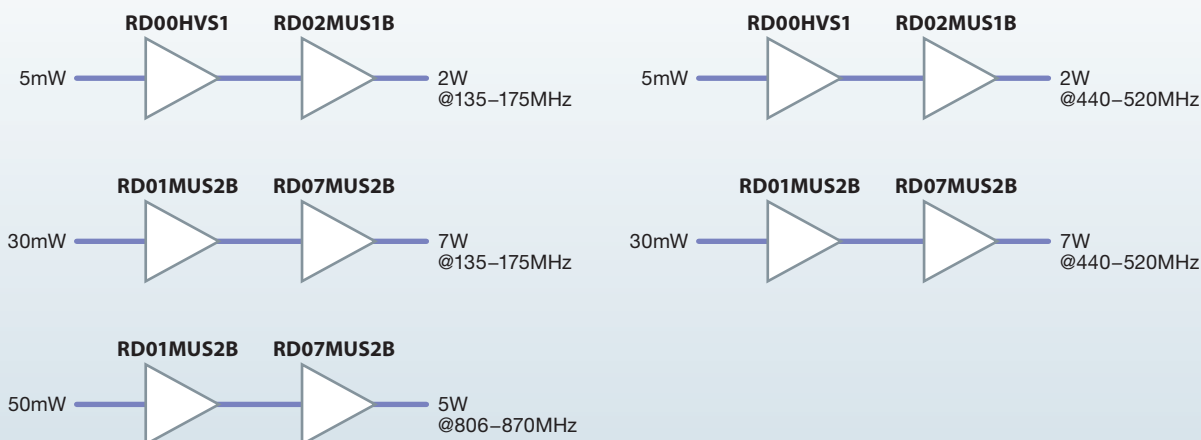 RD00HVS1 RD02MUS1B
5mW
2W
@135–175MHz
RD00HVS1 RD02MUS1B
5mW
2W
@440–520MHz
RD01MUS2B RD07MUS2B
30mW
7W
@135–175MHz
RD01MUS2B RD07MUS2B
30mW
7W
@440–520MHz
RD01MUS2B RD07MUS2B
50mW
5W
@806–870MHz